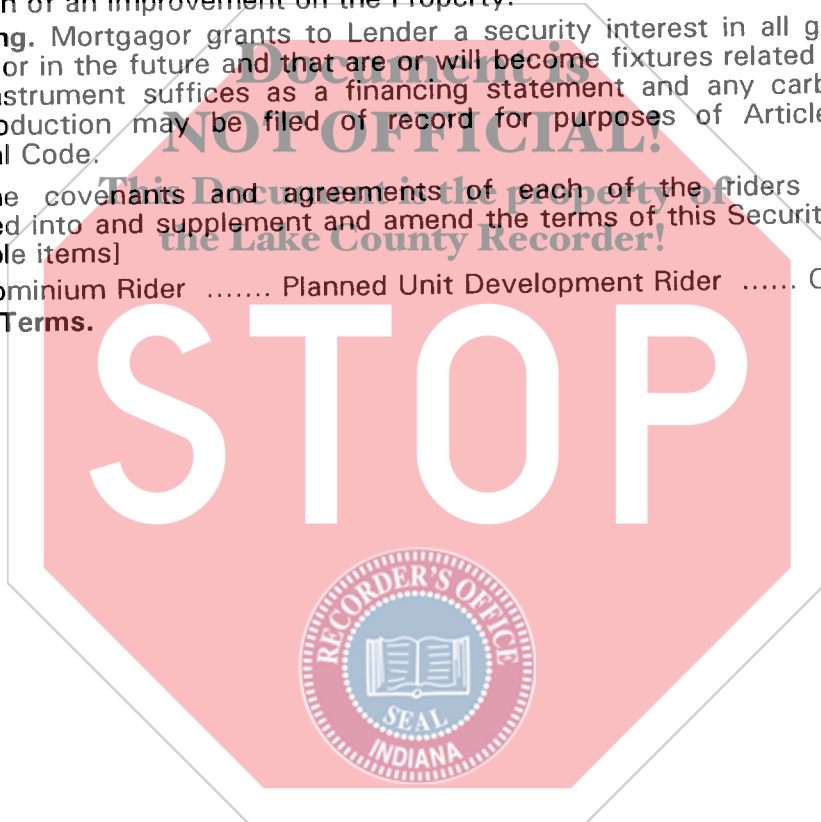 n of an improvement on the Property.
ng. Mortgagor grants to Lender a security interest in all g
or in the future and that are or will become fixtures related
nstrument suffices as a financing statement and any carb
oduction may be filed of record for purposes of Article
al Code.
ne covenants and agreements of each of the riders
ed into and supplement and amend the terms of this Securit
ole items]
ominium Rider ....... Planned Unit Development Rider ...... O
Terms.
Document is
NOT OFFICIAL!
This Document is the property of
the Lake County Recorder!
STOP
RECORDER'S OFFICE
SEAL
INDIANA